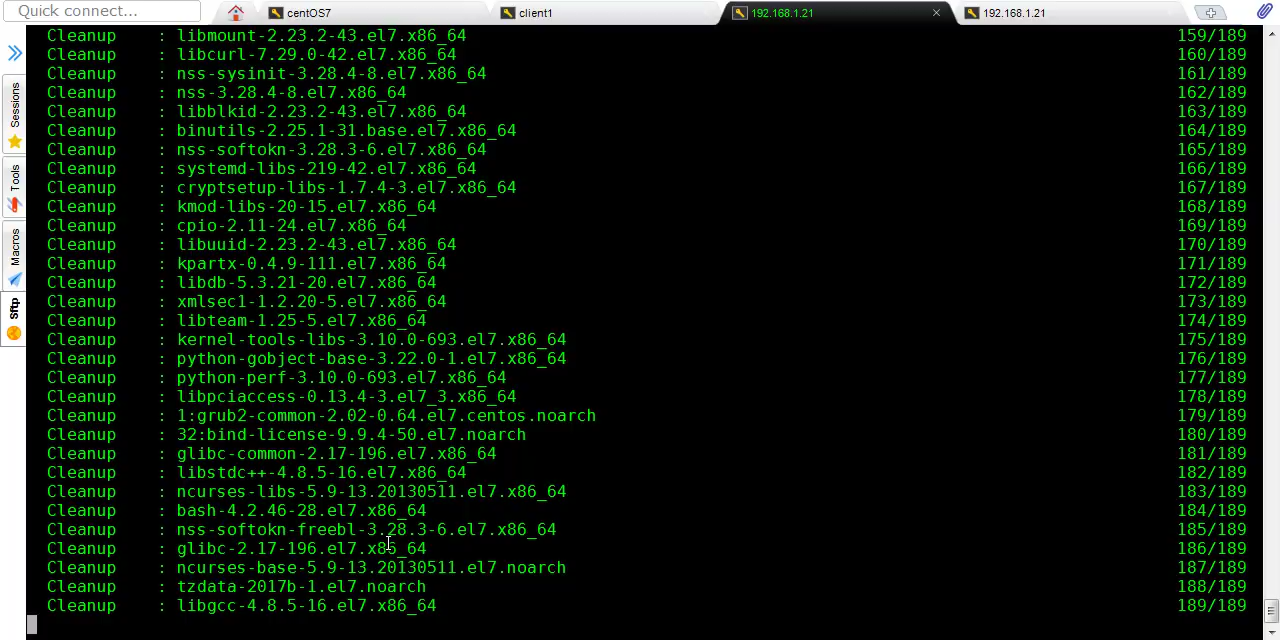 Quick connect... centOS7 client1 192.168.1.21 × 192.168.1.21
Sessions
Tools
Macros
Sftp
Cleanup : libmount-2.23.2-43.el7.x86_64 159/189
Cleanup : libcurl-7.29.0-42.el7.x86_64 160/189
Cleanup : nss-sysinit-3.28.4-8.el7.x86_64 161/189
Cleanup : nss-3.28.4-8.el7.x86_64 162/189
Cleanup : libblkid-2.23.2-43.el7.x86_64 163/189
Cleanup : binutils-2.25.1-31.base.el7.x86_64 164/189
Cleanup : nss-softokn-3.28.3-6.el7.x86_64 165/189
Cleanup : systemd-libs-219-42.el7.x86_64 166/189
Cleanup : cryptsetup-libs-1.7.4-3.el7.x86_64 167/189
Cleanup : kmod-libs-20-15.el7.x86_64 168/189
Cleanup : cpio-2.11-24.el7.x86_64 169/189
Cleanup : libuuid-2.23.2-43.el7.x86_64 170/189
Cleanup : kpartx-0.4.9-111.el7.x86_64 171/189
Cleanup : libdb-5.3.21-20.el7.x86_64 172/189
Cleanup : xmlsec1-1.2.20-5.el7.x86_64 173/189
Cleanup : libteam-1.25-5.el7.x86_64 174/189
Cleanup : kernel-tools-libs-3.10.0-693.el7.x86_64 175/189
Cleanup : python-gobject-base-3.22.0-1.el7.x86_64 176/189
Cleanup : python-perf-3.10.0-693.el7.x86_64 177/189
Cleanup : libpciaccess-0.13.4-3.el7_3.x86_64 178/189
Cleanup : 1:grub2-common-2.02-0.64.el7.centos.noarch 179/189
Cleanup : 32:bind-license-9.9.4-50.el7.noarch 180/189
Cleanup : glibc-common-2.17-196.el7.x86_64 181/189
Cleanup : libstdc++-4.8.5-16.el7.x86_64 182/189
Cleanup : ncurses-libs-5.9-13.20130511.el7.x86_64 183/189
Cleanup : bash-4.2.46-28.el7.x86_64 184/189
Cleanup : nss-softokn-freebl-3.28.3-6.el7.x86_64 185/189
Cleanup : glibc-2.17-196.el7.x86_64 186/189
Cleanup : ncurses-base-5.9-13.20130511.el7.noarch 187/189
Cleanup : tzdata-2017b-1.el7.noarch 188/189
Cleanup : libgcc-4.8.5-16.el7.x86_64 189/189